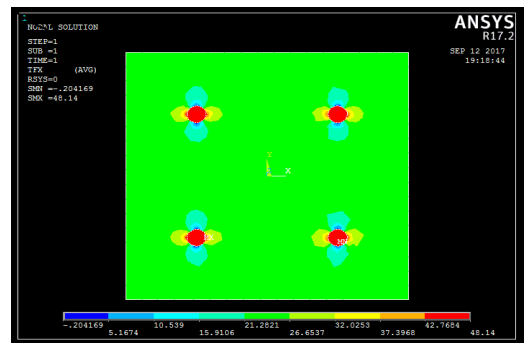 1
NODAL SOLUTION
STEP=1
SUB =1
TIME=1
TFX (AVG)
RSYS=0
SMN =-.204169
SMX =48.14
ANSYS
R17.2
SEP 12 2017
19:18:44
Y
X
MX
-.204169 10.539 21.2821 32.0253 42.7684
5.1674 15.9106 26.6537 37.3968 48.14